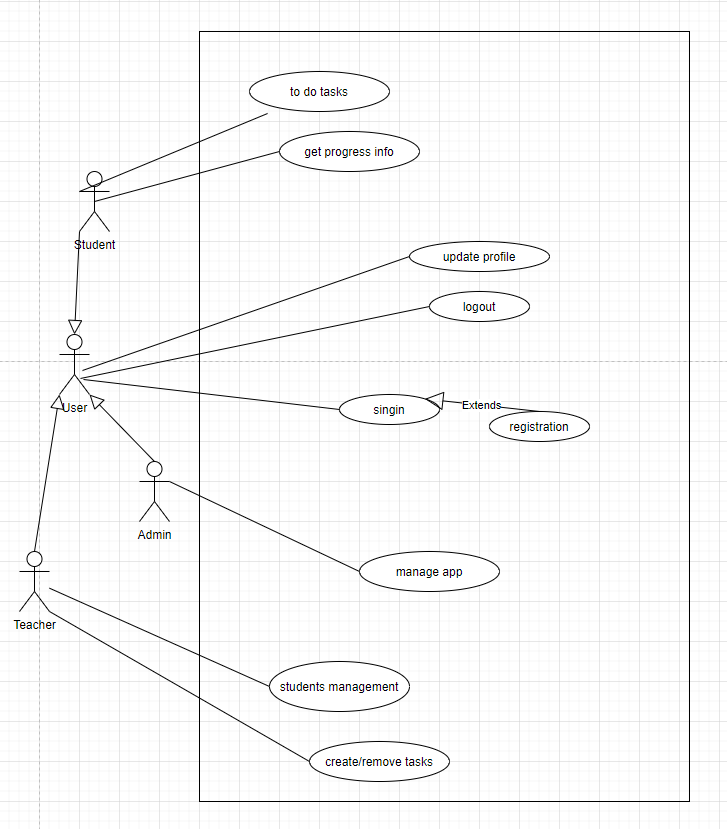 to do tasks
get progress info
Student
update profile
logout
User
singin
Extends
registration
Admin
manage app
Teacher
students management
create/remove tasks